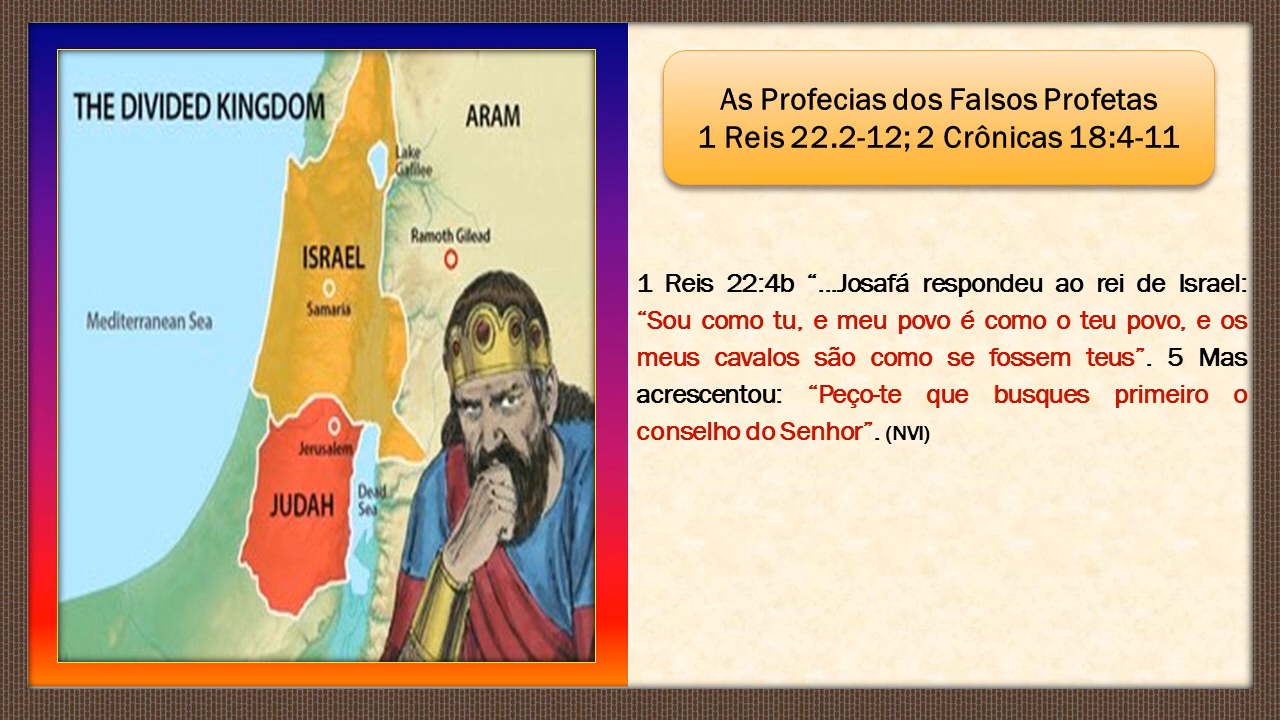 THE DIVIDED KINGDOM
ARAM
Lake
Galilee
Ramoth Gilead
ISRAEL
Samaria
Mediterranean Sea
Jerusalem
JUDAH
Dead
Sea
As Profecias dos Falsos Profetas
1 Reis 22.2-12; 2 Crônicas 18:4-11
1 Reis 22:4b “...Josafá respondeu ao rei de Israel:
“Sou como tu, e meu povo é como o teu povo, e os
meus cavalos são como se fossem teus”. 5 Mas
acrescentou: “Peço-te que busques primeiro o
conselho do Senhor”. (NVI)